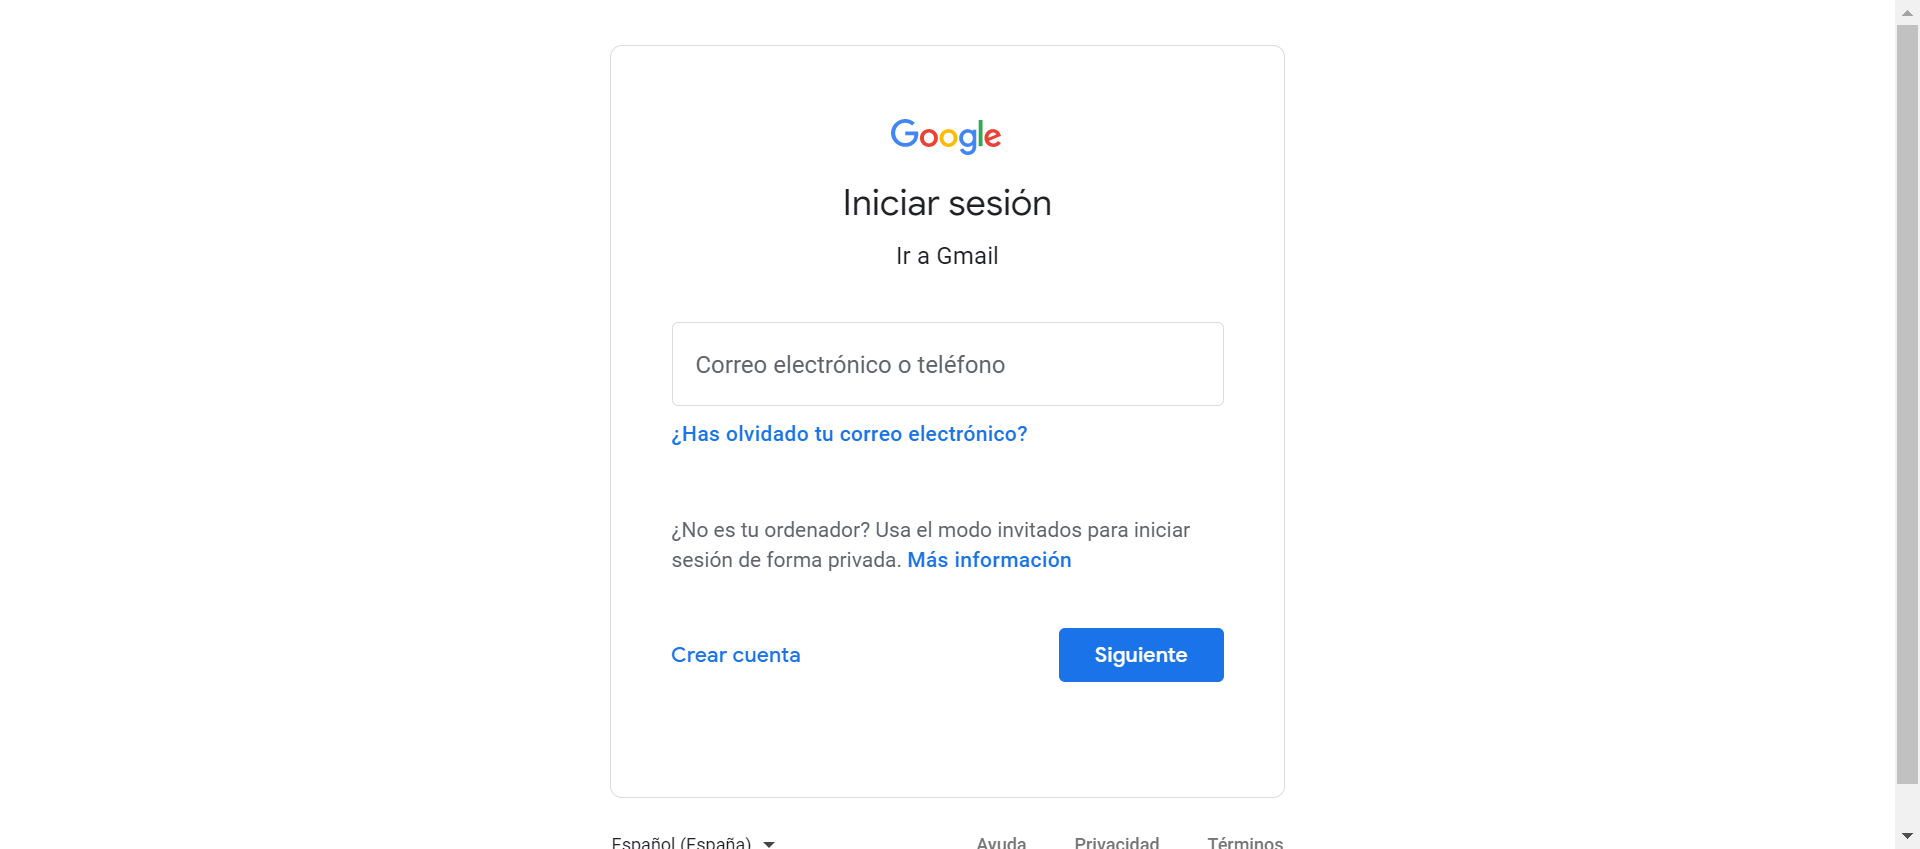 Google
Iniciar sesión
Ir a Gmail
Correo electrónico o teléfono
¿Has olvidado tu correo electrónico?
¿No es tu ordenador? Usa el modo invitados para iniciar
sesión de forma privada. Más información
Crear cuenta Siguiente
Español (España) Ayuda Privacidad Términos